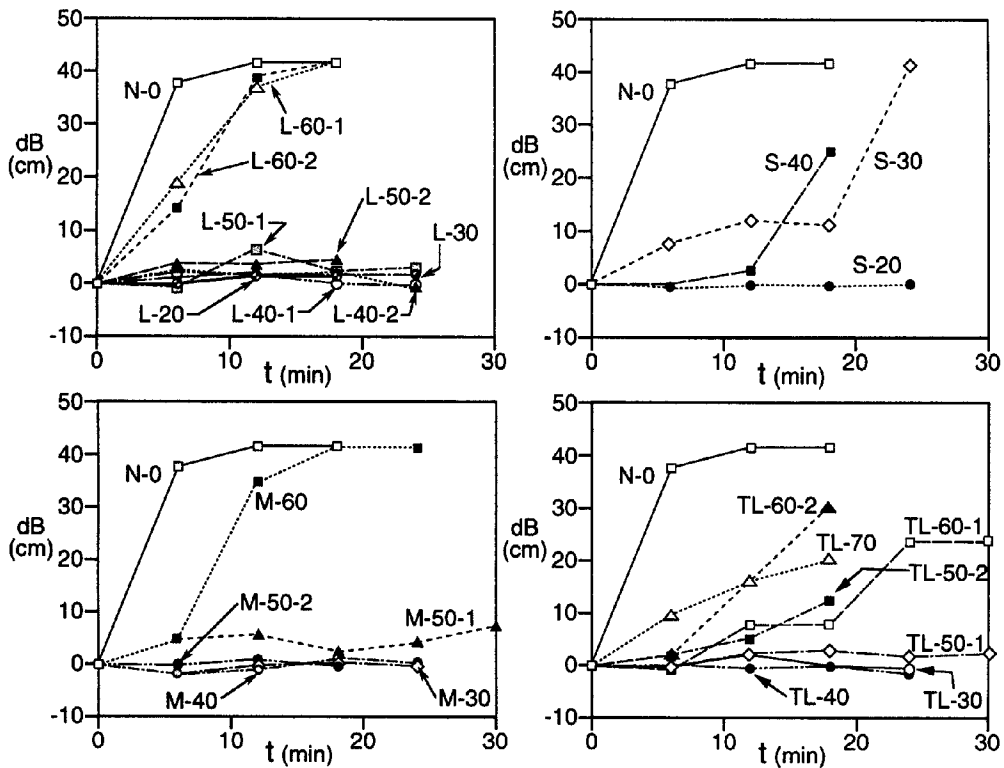 50
40
30
20
10
0
-10
dB
(cm)
N-0
L-60-1
L-60-2
L-50-1
L-50-2
L-30
L-20
L-40-1
L-40-2
0
10
20
30
t (min)
50
40
30
20
10
0
-10
dB
(cm)
N-0
S-40
S-30
S-20
0
10
20
30
t (min)
50
40
30
20
10
0
-10
dB
(cm)
N-0
M-60
M-50-2
M-50-1
M-40
M-30
0
10
20
30
t (min)
50
40
30
20
10
0
-10
dB
(cm)
N-0
TL-60-2
TL-60-1
TL-70
TL-50-2
TL-50-1
TL-40
TL-30
0
10
20
30
t (min)